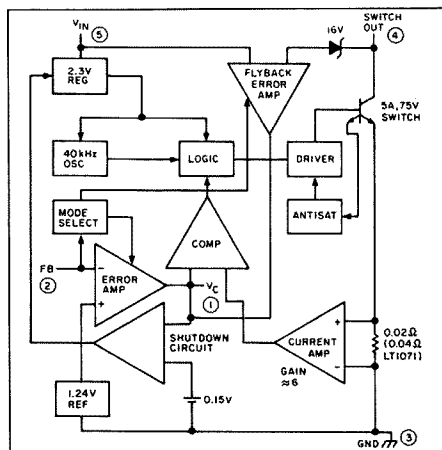 VIN
5
SWITCH
OUT
4
16V
2.3V
REG
FLYBACK
ERROR
AMP
5A, 75V
SWITCH
40kHz
OSC
LOGIC
DRIVER
MODE
SELECT
ANTISAT
COMP
FB
2
−
ERROR
AMP
+
VC
1
SHUTDOWN
CIRCUIT
+
CURRENT
AMP
−
GAIN
≈6
0.02Ω
(0.04Ω
LT1071)
1.24V
REF
0.15V
GND
3